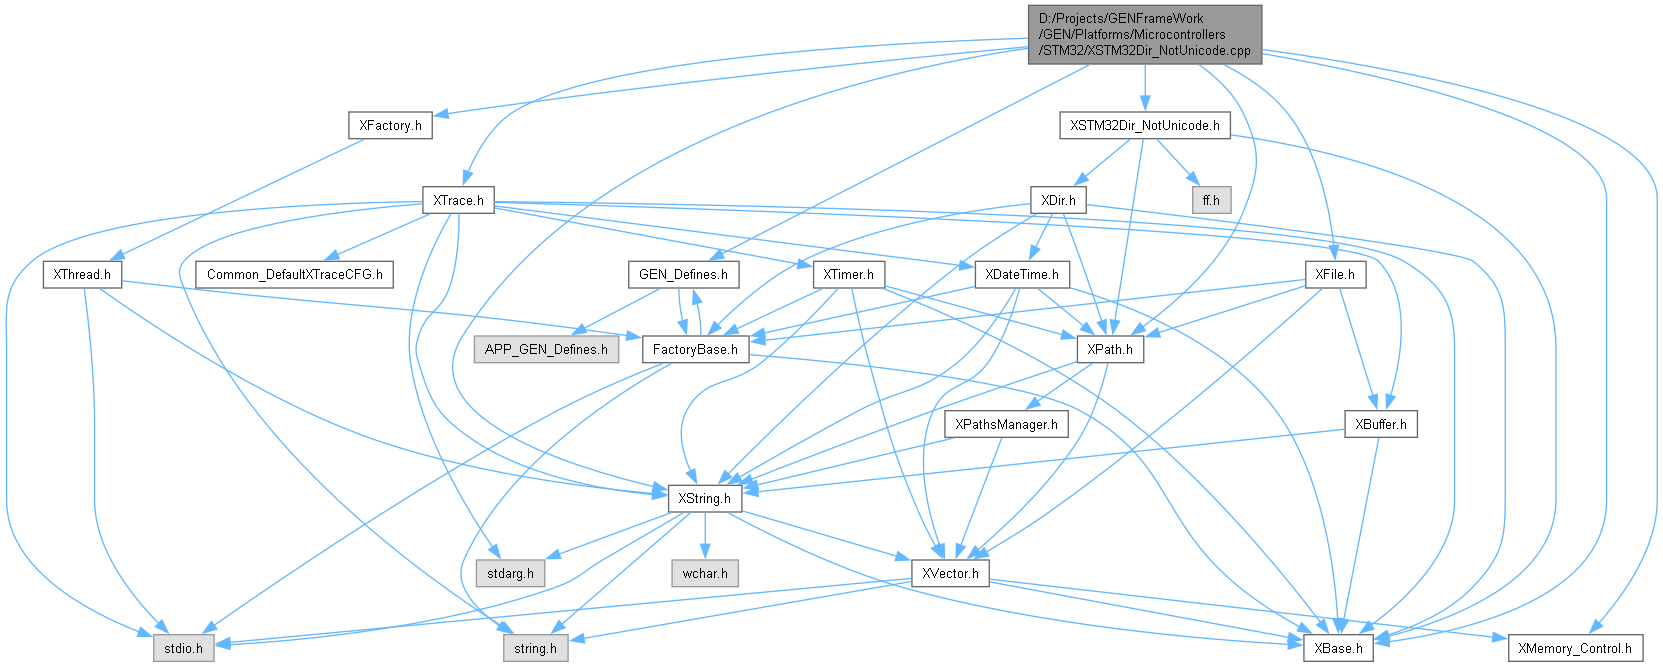 D:/Projects/GENFrameWork
/GEN/Platforms/Microcontrollers
/STM32/XSTM32Dir_NotUnicode.cpp
XFactory.h
XSTM32Dir_NotUnicode.h
XTrace.h
XDir.h
ff.h
XThread.h
Common_DefaultXTraceCFG.h
GEN_Defines.h
XTimer.h
XDateTime.h
XFile.h
APP_GEN_Defines.h
FactoryBase.h
XPath.h
XPathsManager.h
XBuffer.h
XString.h
stdarg.h
wchar.h
XVector.h
stdio.h
string.h
XBase.h
XMemory_Control.h